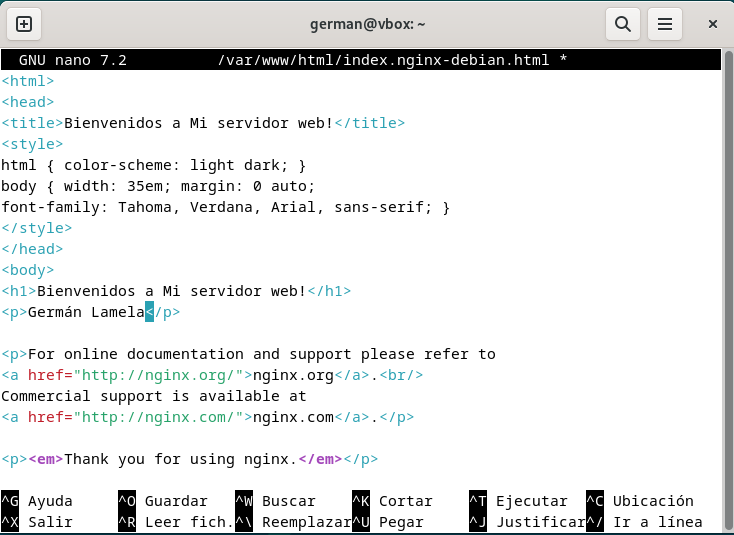 german@vbox: ~
GNU nano 7.2 /var/www/html/index.nginx-debian.html *
<html>
<head>
<title>Bienvenidos a Mi servidor web!</title>
<style>
html { color-scheme: light dark; }
body { width: 35em; margin: 0 auto;
font-family: Tahoma, Verdana, Arial, sans-serif; }
</style>
</head>
<body>
<h1>Bienvenidos a Mi servidor web!</h1>
<p>Germán Lamela</p>
<p>For online documentation and support please refer to
<a href="http://nginx.org/">nginx.org</a>.<br/>
Commercial support is available at
<a href="http://nginx.com/">nginx.com</a>.</p>
<p><em>Thank you for using nginx.</em></p>
^G Ayuda ^O Guardar ^W Buscar ^K Cortar ^T Ejecutar ^C Ubicación
^X Salir ^R Leer fich. ^\ Reemplazar ^U Pegar ^J Justificar ^/ Ir a línea